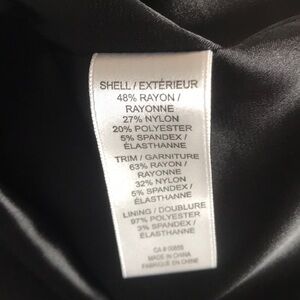 SHELL / EXTÉRIEUR
48% RAYON /
RAYONNE
27% NYLON
20% POLYESTER
5% SPANDEX /
ÉLASTHANNE
TRIM / GARNITURE
63% RAYON /
RAYONNE
32% NYLON
5% SPANDEX /
ÉLASTHANNE
LINING / DOUBLURE
97% POLYESTER
3% SPANDEX /
ÉLASTHANNE
CA #
MADE IN CHINA
FABRIQUÉ EN CHINE